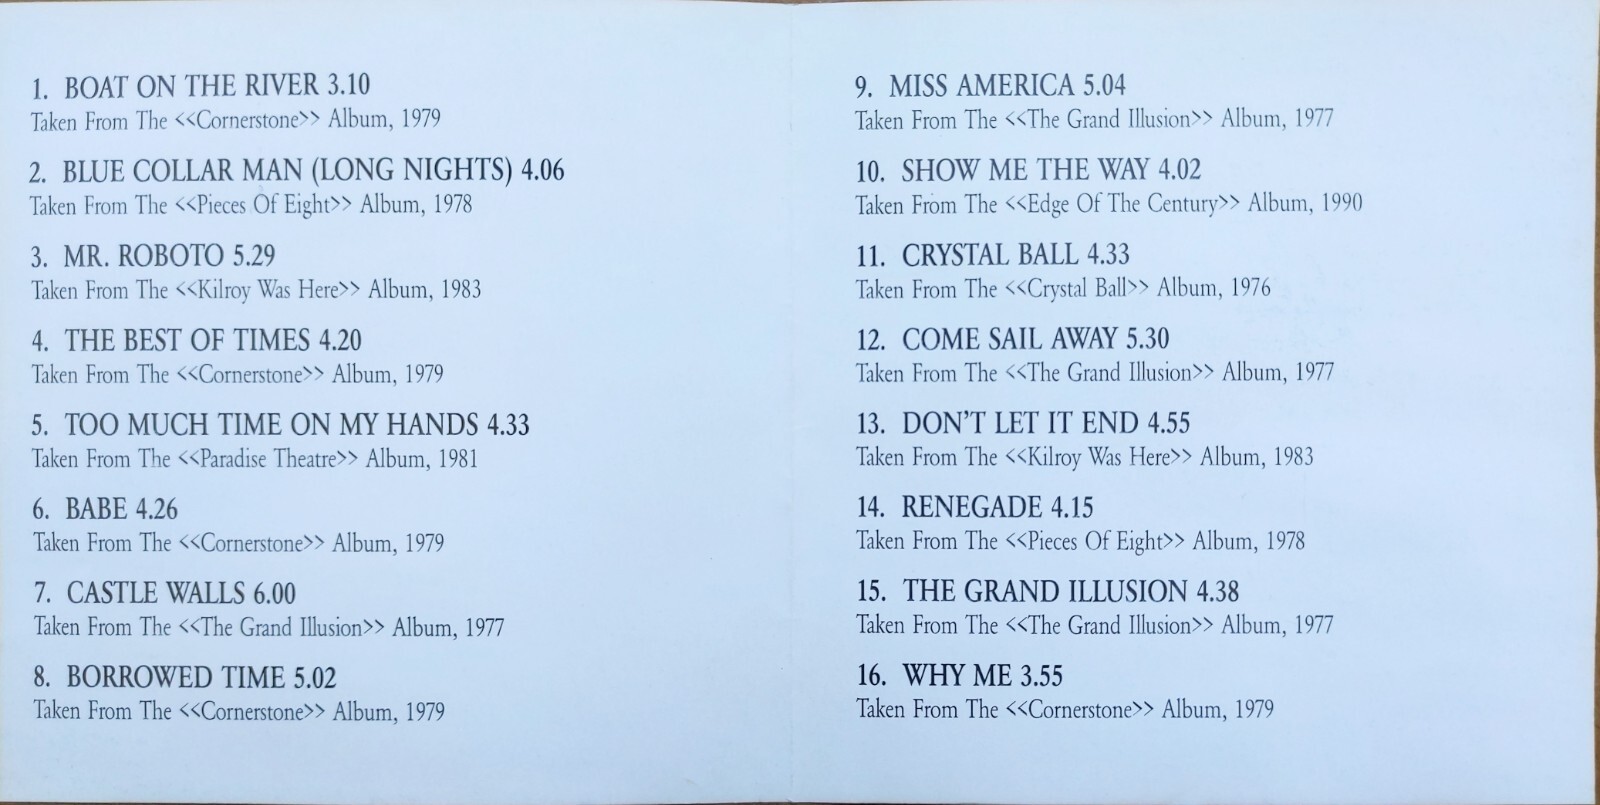 1. BOAT ON THE RIVER 3.10
Taken From The <<Cornerstone>> Album, 1979
2. BLUE COLLAR MAN (LONG NIGHTS) 4.06
Taken From The <<Pieces Of Eight>> Album, 1978
3. MR. ROBOTO 5.29
Taken From The <<Kilroy Was Here>> Album, 1983
4. THE BEST OF TIMES 4.20
Taken From The <<Cornerstone>> Album, 1979
5. TOO MUCH TIME ON MY HANDS 4.33
Taken From The <<Paradise Theatre>> Album, 1981
6. BABE 4.26
Taken From The <<Cornerstone>> Album, 1979
7. CASTLE WALLS 6.00
Taken From The <<The Grand Illusion>> Album, 1977
8. BORROWED TIME 5.02
Taken From The <<Cornerstone>> Album, 1979
9. MISS AMERICA 5.04
Taken From The <<The Grand Illusion>> Album, 1977
10. SHOW ME THE WAY 4.02
Taken From The <<Edge Of The Century>> Album, 1990
11. CRYSTAL BALL 4.33
Taken From The <<Crystal Ball>> Album, 1976
12. COME SAIL AWAY 5.30
Taken From The <<The Grand Illusion>> Album, 1977
13. DON'T LET IT END 4.55
Taken From The <<Kilroy Was Here>> Album, 1983
14. RENEGADE 4.15
Taken From The <<Pieces Of Eight>> Album, 1978
15. THE GRAND ILLUSION 4.38
Taken From The <<The Grand Illusion>> Album, 1977
16. WHY ME 3.55
Taken From The <<Cornerstone>> Album, 1979